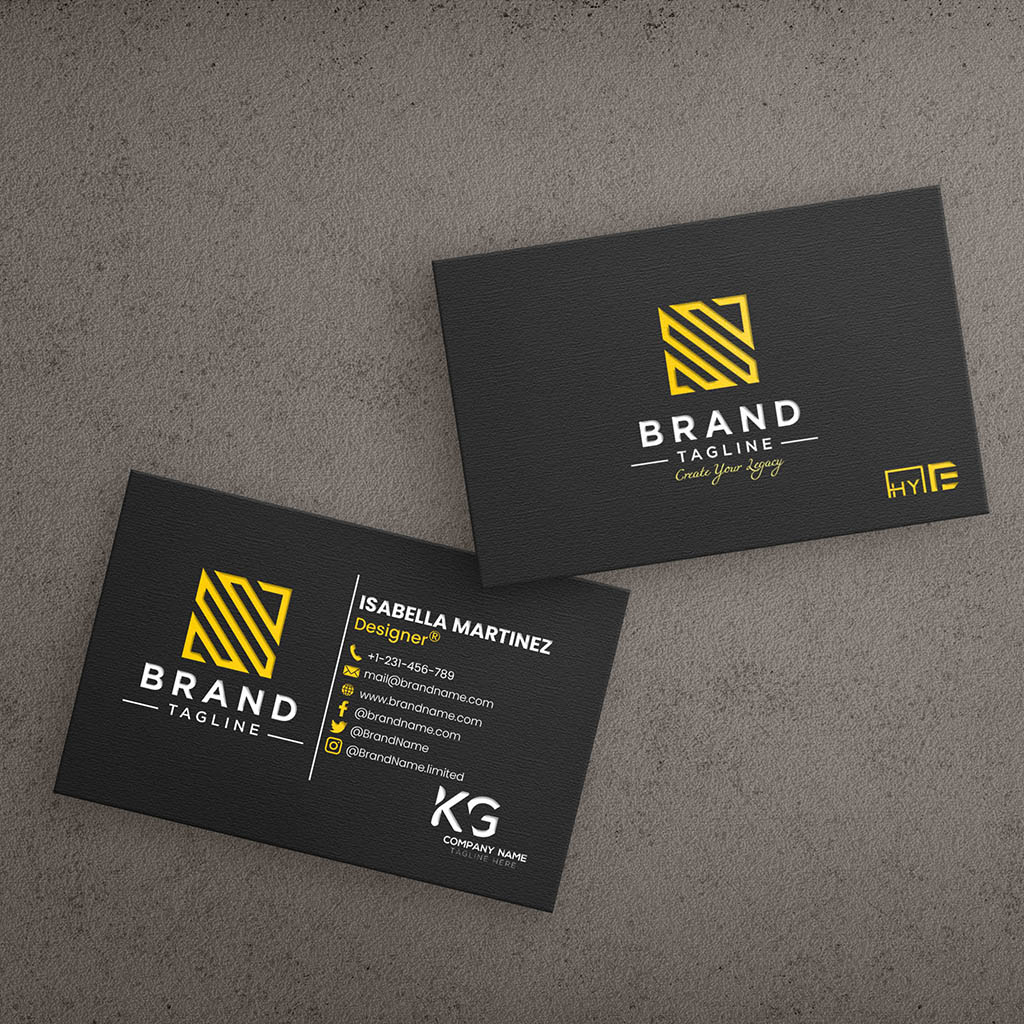 BRAND
TAGLINE
Create Your Legacy
HY E
BRAND
TAGLINE
ISABELLA MARTINEZ
Designer®
+1-231-456-789
mail@brandname.com
www.brandname.com
@brandname.com
@BrandName
@BrandName.limited
KG
COMPANY NAME
TAGLINE HERE